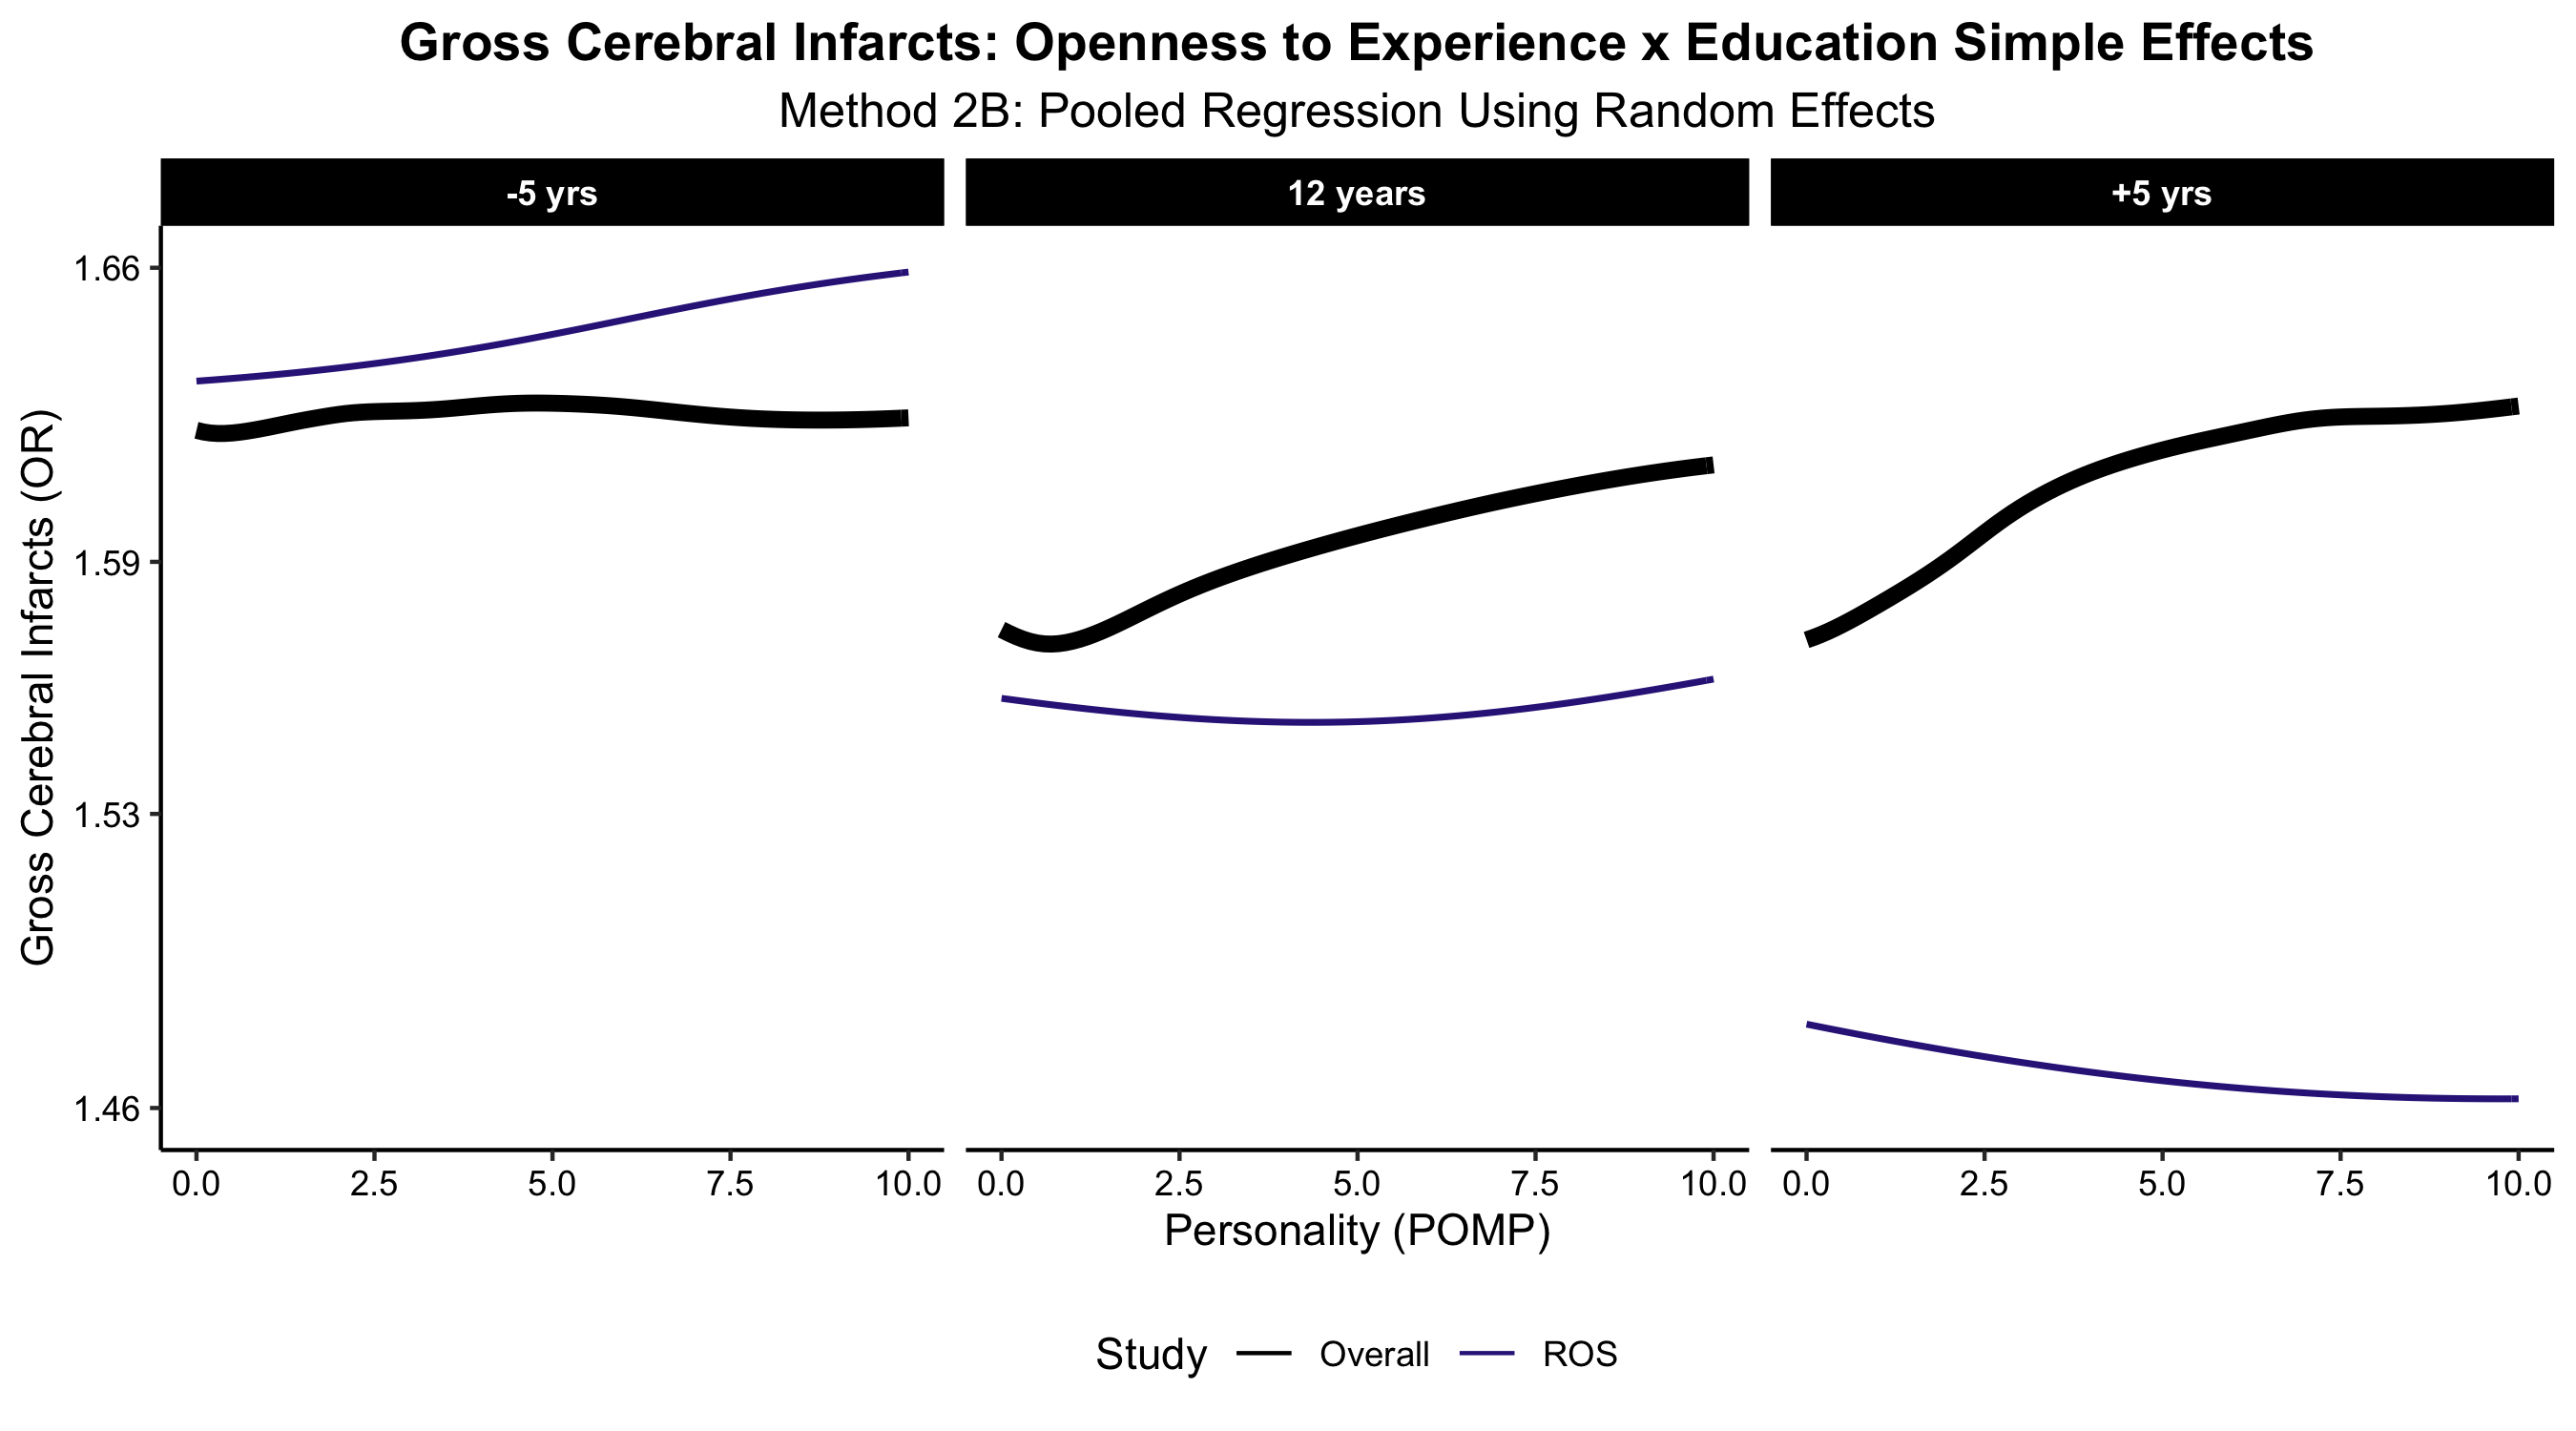 Gross Cerebral Infarcts: Openness to Experience x Education Simple Effects
Method 2B: Pooled Regression Using Random Effects
-5 yrs
12 years
+5 yrs
Gross Cerebral Infarcts (OR)
1.66
1.59
1.53
1.46
0.0 2.5 5.0 7.5 10.0
0.0 2.5 5.0 7.5 10.0
0.0 2.5 5.0 7.5 10.0
Personality (POMP)
Study Overall ROS